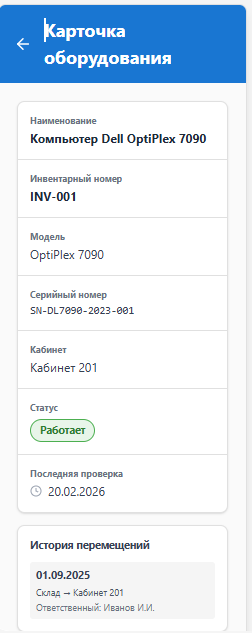 Карточка
оборудования
Наименование
Компьютер Dell OptiPlex 7090
Инвентарный номер
INV-001
Модель
OptiPlex 7090
Серийный номер
SN-DL7090-2023-001
Кабинет
Кабинет 201
Статус
Работает
Последняя проверка
20.02.2026
История перемещений
01.09.2025
Склад → Кабинет 201
Ответственный: Иванов И.И.